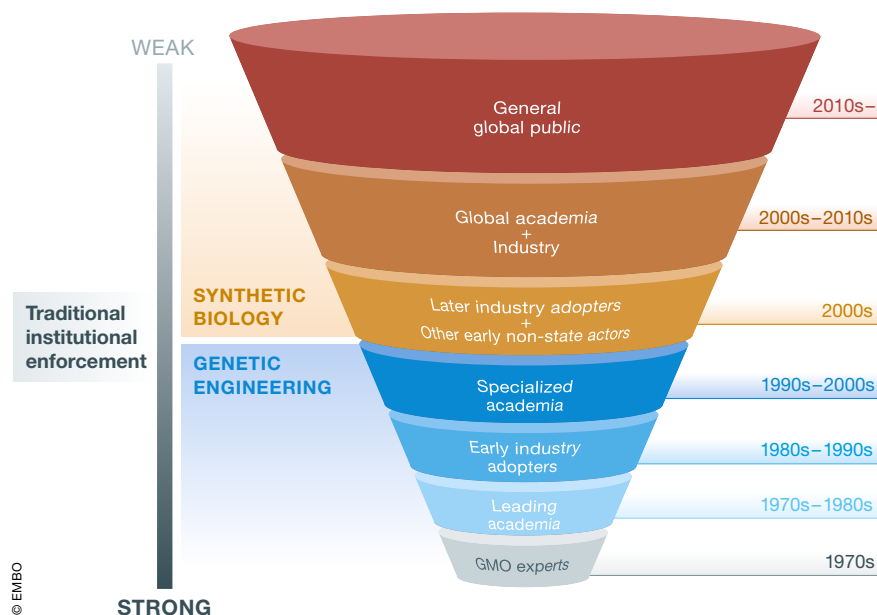 WEAK
General
global public
2010s–
Global academia
+
Industry
2000s–2010s
SYNTHETIC
BIOLOGY
Later industry adopters
+
Other early non-state actors
2000s
Traditional
institutional
enforcement
GENETIC
ENGINEERING
Specialized
academia
1990s–2000s
Early industry
adopters
1980s–1990s
Leading
academia
1970s–1980s
GMO experts
1970s
STRONG
© EMBO